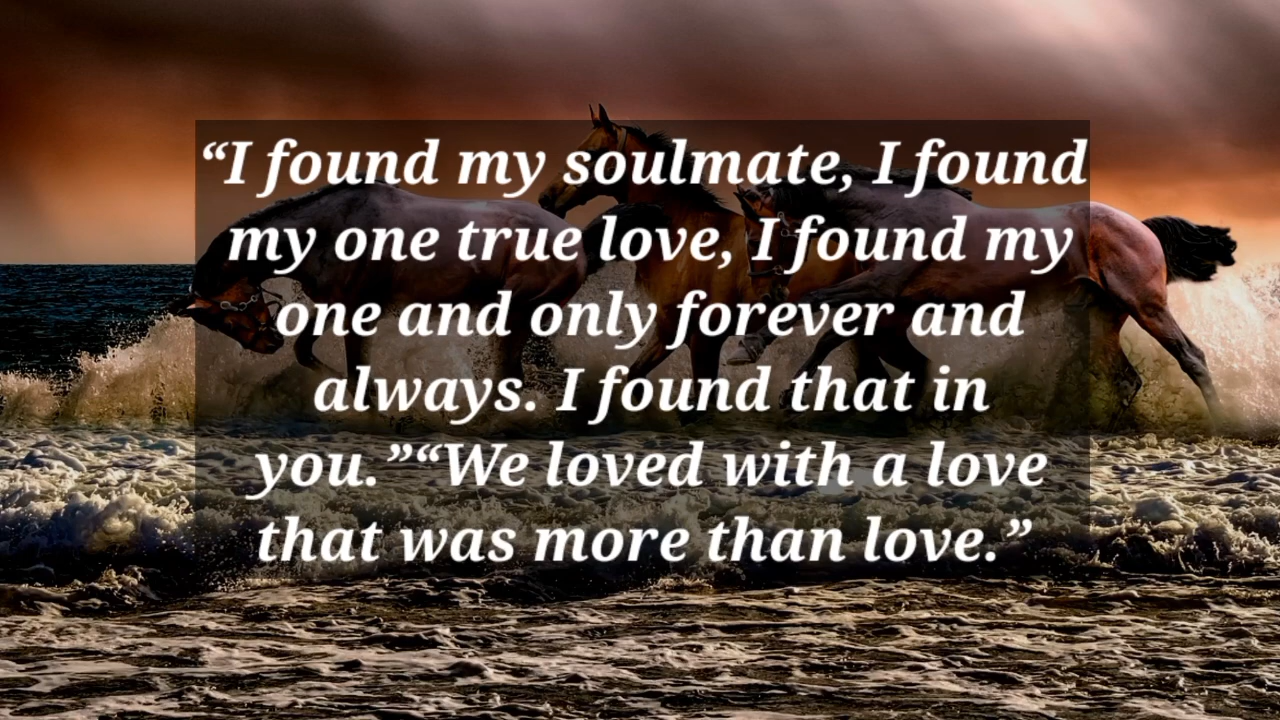 “I found my soulmate, I found
my one true love, I found my
one and only forever and
always. I found that in
you.”“We loved with a love
that was more than love.”